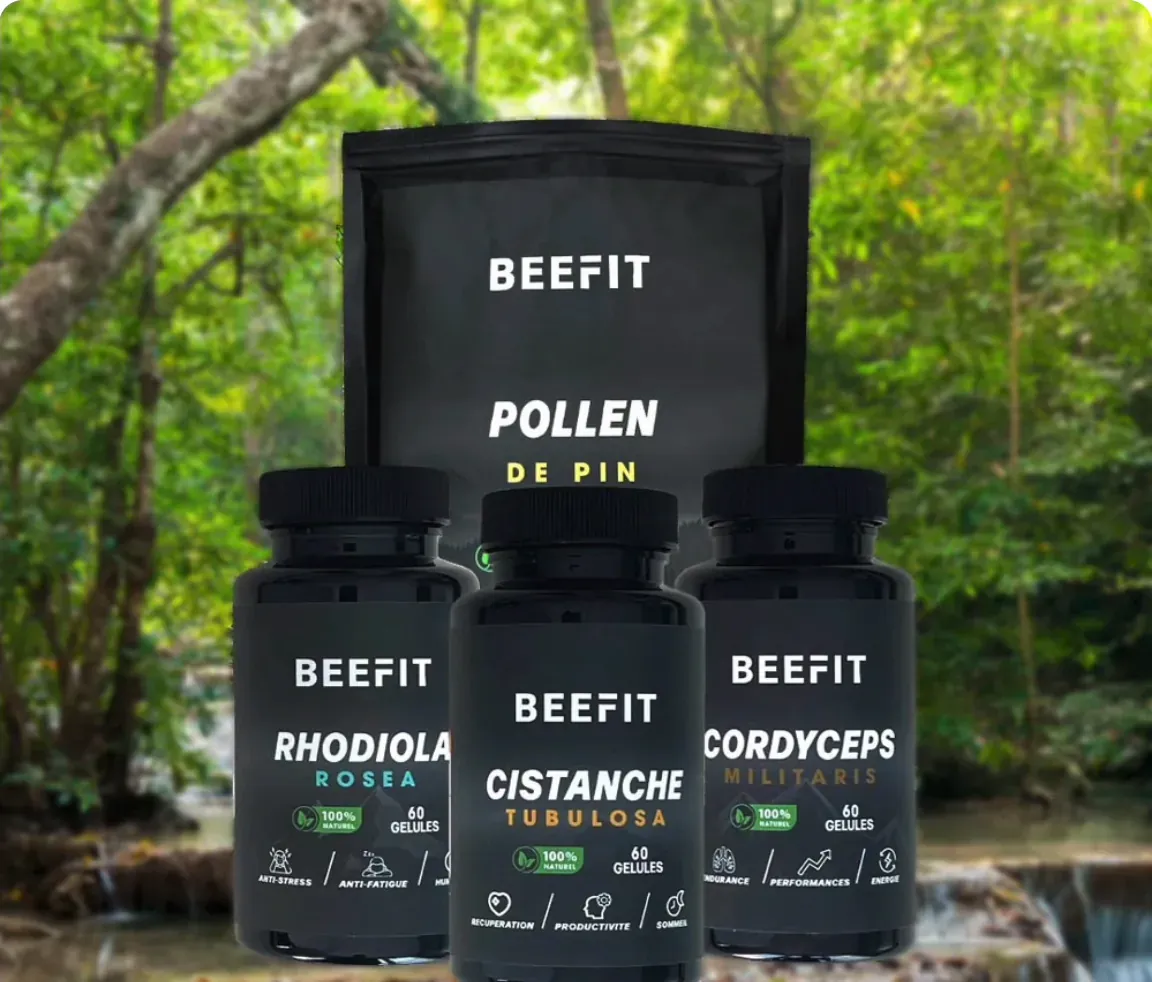 BEEFIT
POLLEN
DE PIN
BEEFIT
RHODIOLA
ROSEA
100%
NATUREL
60
GELULES
ANTI-STRESS
ANTI-FATIGUE
BEEFIT
CISTANCHE
TUBULOSA
100%
NATUREL
60
GELULES
RECUPERATION
PRODUCTIVITE
SOMMEIL
BEEFIT
CORDYCEPS
MILITARIS
100%
NATUREL
60
GELULES
PERFORMANCES
ENERGIE